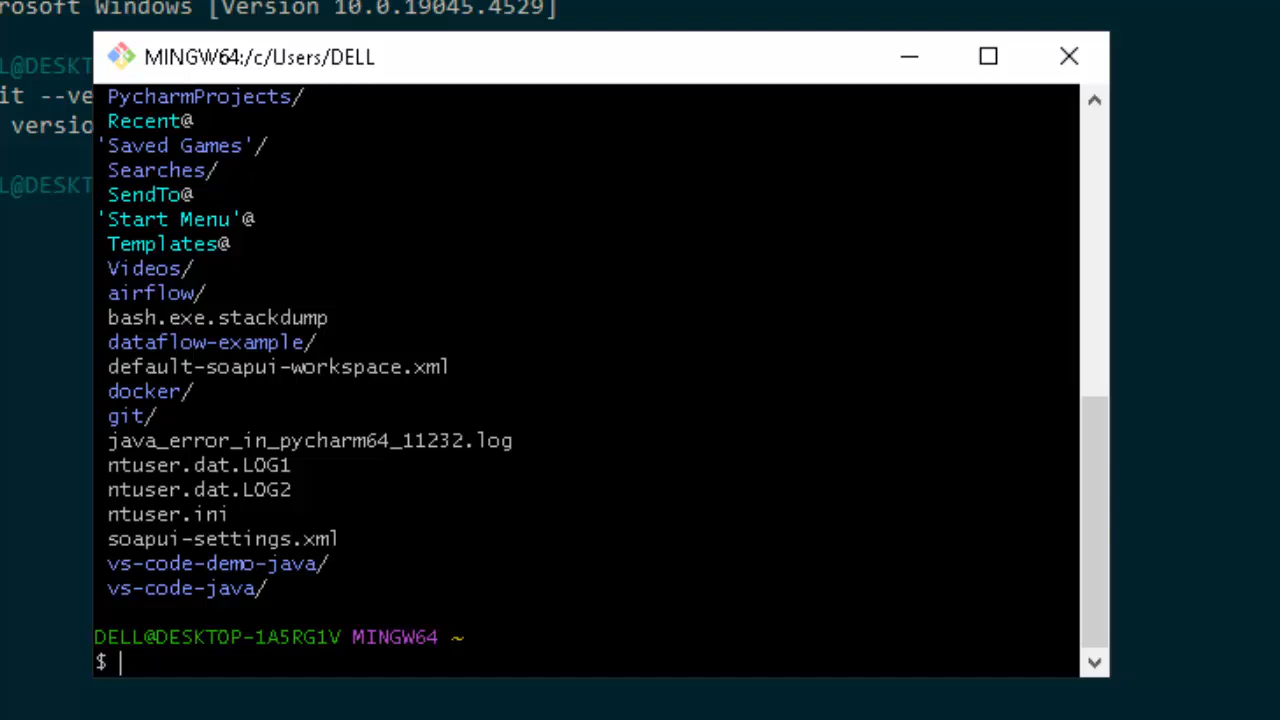 rosoft Windows [Version 10.0.19045.4529]
MINGW64:/c/Users/DELL
L@DESKT
it --ve
version
L@DESKT
PycharmProjects/
Recent@
'Saved Games'/
Searches/
SendTo@
'Start Menu'@
Templates@
Videos/
airflow/
bash.exe.stackdump
dataflow-example/
default-soapui-workspace.xml
docker/
git/
java_error_in_pycharm64_11232.log
ntuser.dat.LOG1
ntuser.dat.LOG2
ntuser.ini
soapui-settings.xml
vs-code-demo-java/
vs-code-java/
DELL@DESKTOP-1A5RG1V MINGW64 ~
$